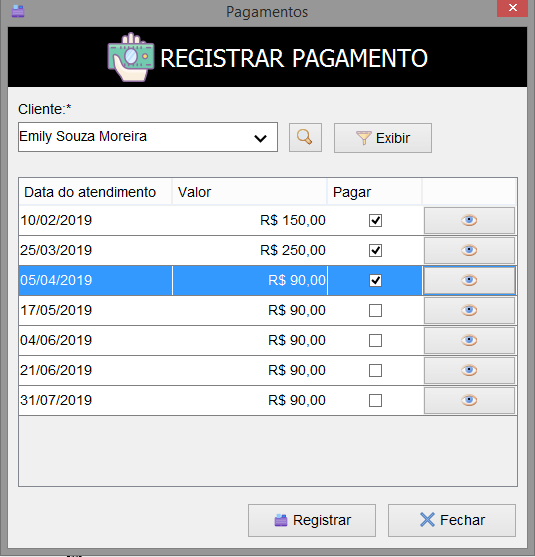 Pagamentos
REGISTRAR PAGAMENTO
Cliente:*
Emily Souza Moreira
Exibir
Data do atendimento Valor Pagar
10/02/2019 R$ 150,00
25/03/2019 R$ 250,00
05/04/2019 R$ 90,00
17/05/2019 R$ 90,00
04/06/2019 R$ 90,00
21/06/2019 R$ 90,00
31/07/2019 R$ 90,00
Registrar Fechar